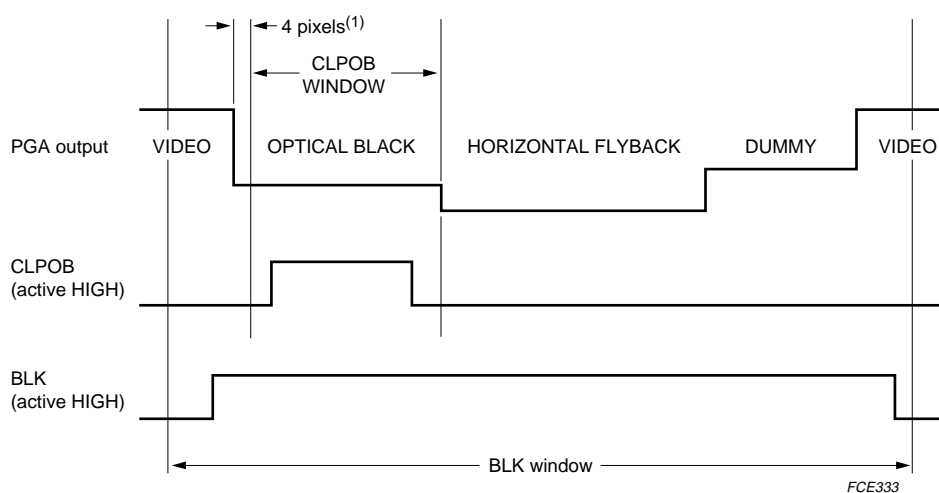 4 pixels(1)
CLPOB
WINDOW
PGA output
VIDEO
OPTICAL BLACK
HORIZONTAL FLYBACK
DUMMY
VIDEO
CLPOB
(active HIGH)
BLK
(active HIGH)
BLK window
FCE333